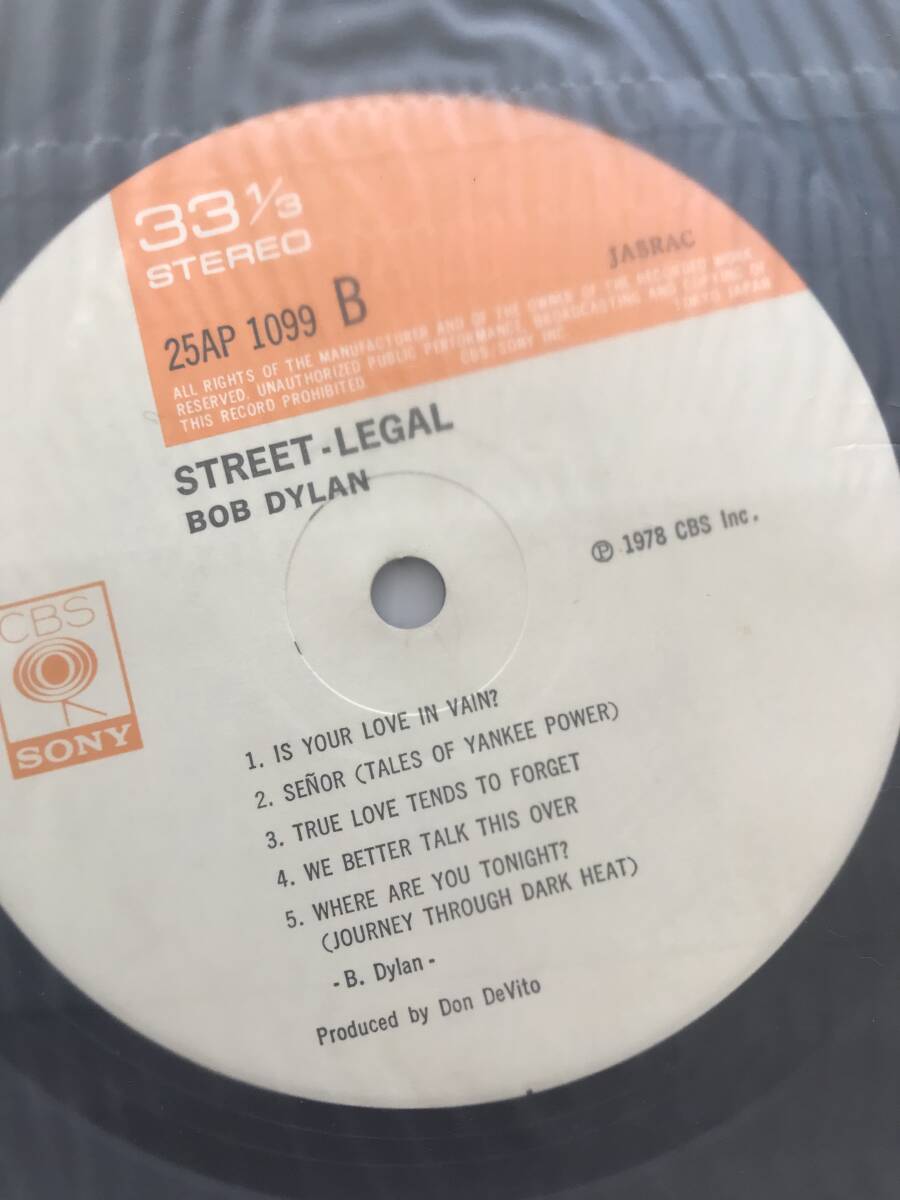 33 1/3
STEREO
JASRAC
25AP 1099 B
ALL RIGHTS OF THE MANUFACTURER AND OF THE OWNER OF THE RECORDED WORK
RESERVED. UNAUTHORIZED PUBLIC PERFORMANCE, BROADCASTING AND COPYING OF
THIS RECORD PROHIBITED CBS/SONY INC. TOKYO JAPAN
STREET-LEGAL
BOB DYLAN
℗ 1978 CBS Inc.
CBS
SONY
1. IS YOUR LOVE IN VAIN?
2. SEÑOR (TALES OF YANKEE POWER)
3. TRUE LOVE TENDS TO FORGET
4. WE BETTER TALK THIS OVER
5. WHERE ARE YOU TONIGHT?
(JOURNEY THROUGH DARK HEAT)
-B. Dylan-
Produced by Don DeVito